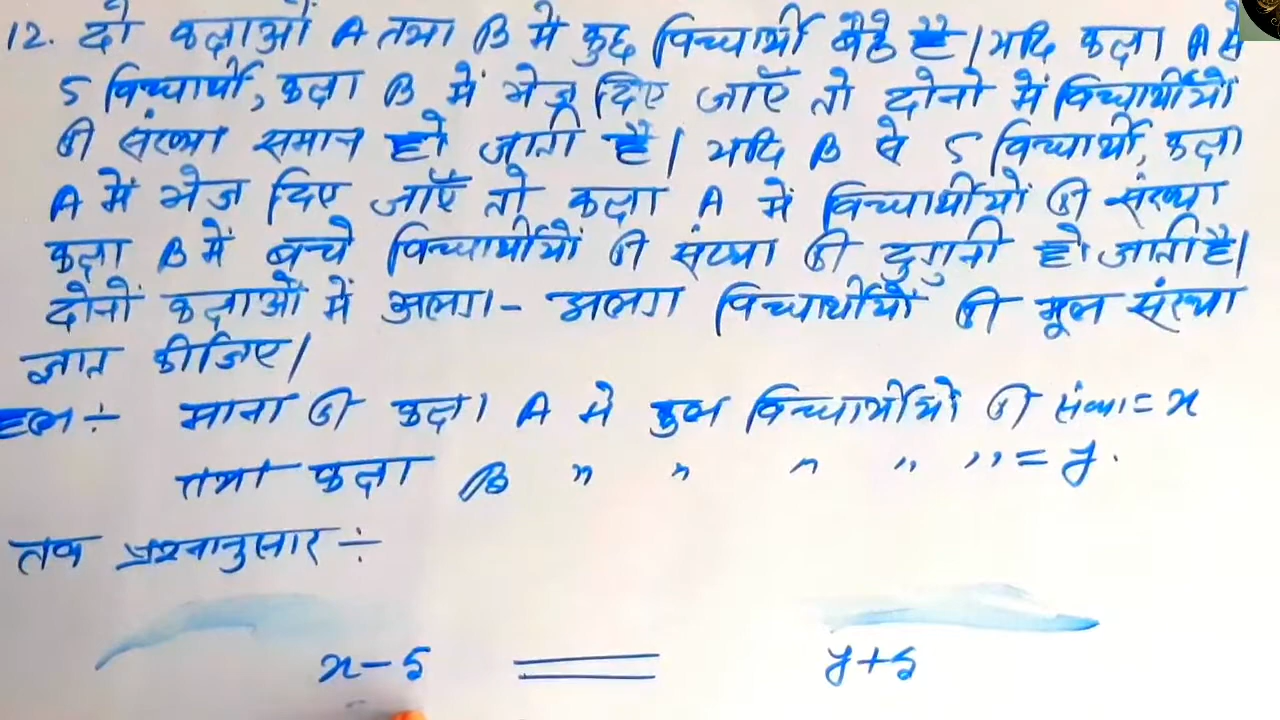 12. दो कक्षाओं A तथा B में कुछ विद्यार्थी बैठे है। यदि कक्षा A से
5 विद्यार्थी, कक्षा B में भेज दिए जाएँ तो दोनो में विद्यार्थीयों
की संख्या समान हो जाती है। यदि B से 5 विद्यार्थी, कक्षा
A में भेज दिए जाएँ तो कक्षा A में विद्यार्थीयों की संख्या
कक्षा B में बच्चे विद्यार्थीयों की संख्या की दुगुनी हो जाती है।
दोनों कक्षाओं में अलग-अलग विद्यार्थीयों की मूल संख्या
ज्ञात कीजिए।
हल ÷ माना की कक्षा A में कुल विद्यार्थीयों की संख्या = x
तथा कक्षा B " " " " " = y.
तब प्रश्नानुसार ÷
x - 5 = y + 5